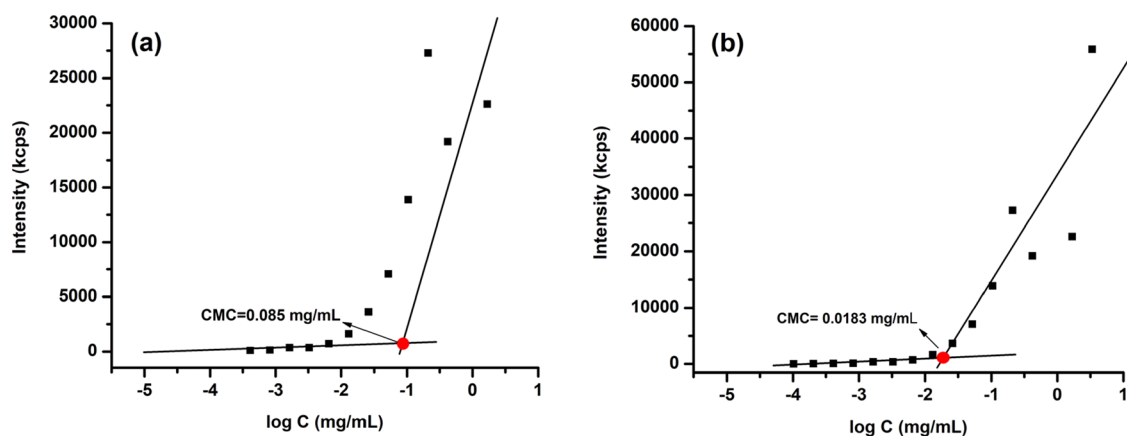 (a)
30000
25000
20000
15000
10000
5000
0
Intensity (kcps)
CMC=0.085 mg/mL
-5 -4 -3 -2 -1 0 1
log C (mg/mL)
(b)
60000
50000
40000
30000
20000
10000
0
Intensity (kcps)
CMC= 0.0183 mg/mL
-5 -4 -3 -2 -1 0 1
log C (mg/mL)